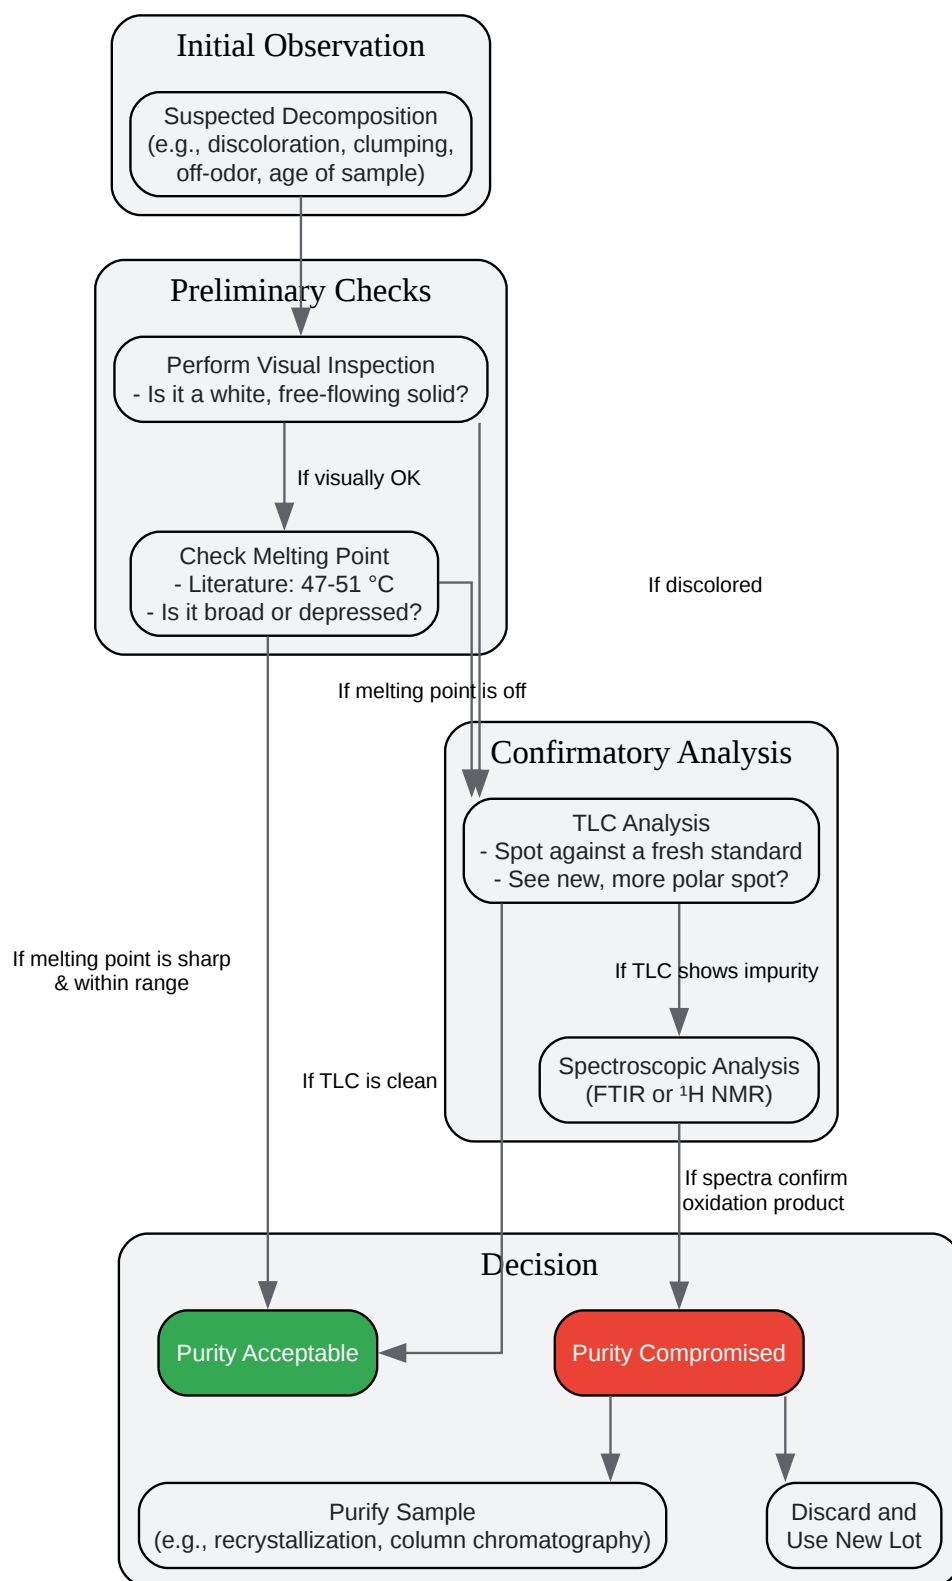 Initial Observation
Suspected Decomposition
(e.g., discoloration, clumping,
off-odor, age of sample)
Preliminary Checks
Perform Visual Inspection
- Is it a white, free-flowing solid?
If visually OK
Check Melting Point
- Literature: 47-51 °C
- Is it broad or depressed?
If discolored
If melting point is off
Confirmatory Analysis
TLC Analysis
- Spot against a fresh standard
- See new, more polar spot?
If melting point is sharp
& within range
If TLC shows impurity
Spectroscopic Analysis
(FTIR or ¹H NMR)
If TLC is clean
If spectra confirm
oxidation product
Decision
Purity Acceptable
Purity Compromised
Purify Sample
(e.g., recrystallization, column chromatography)
Discard and
Use New Lot